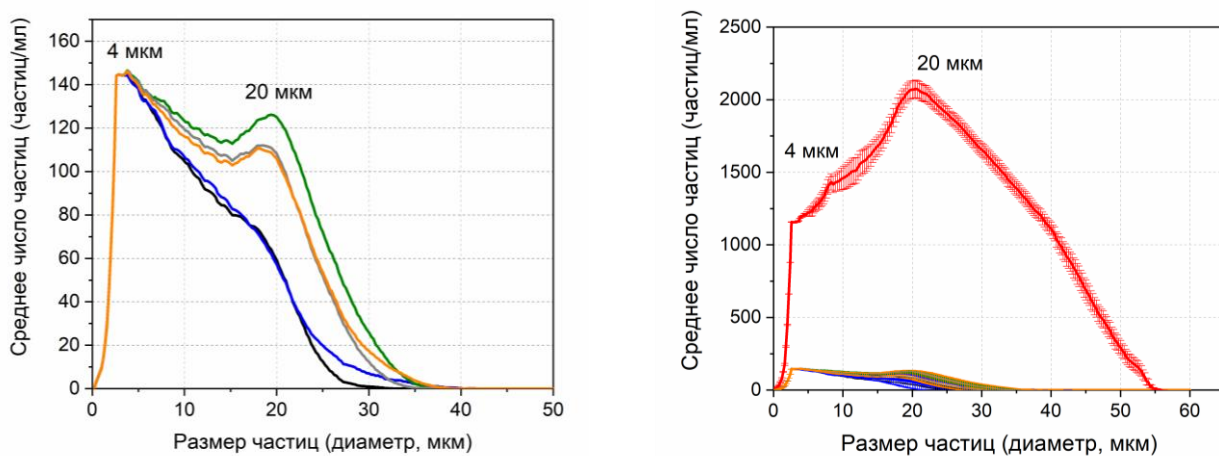 160
140
120
100
80
60
40
20
0
Среднее число частиц (частиц/мл)
4 мкм
20 мкм
0 10 20 30 40 50
Размер частиц (диаметр, мкм)
2500
2000
1500
1000
500
0
Среднее число частиц (частиц/мл)
20 мкм
4 мкм
0 10 20 30 40 50 60
Размер частиц (диаметр, мкм)